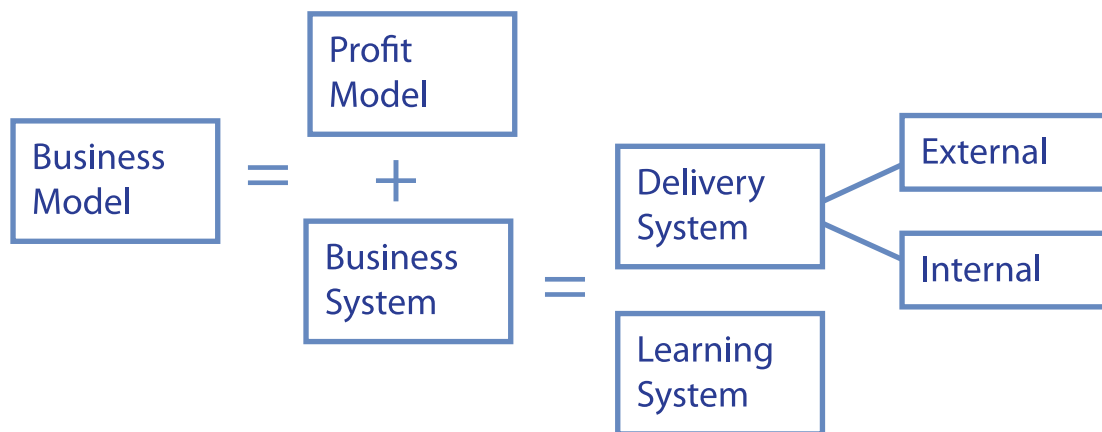 Business
Model
=
Profit
Model
+
Business
System
=
Delivery
System
External
Internal
Learning
System